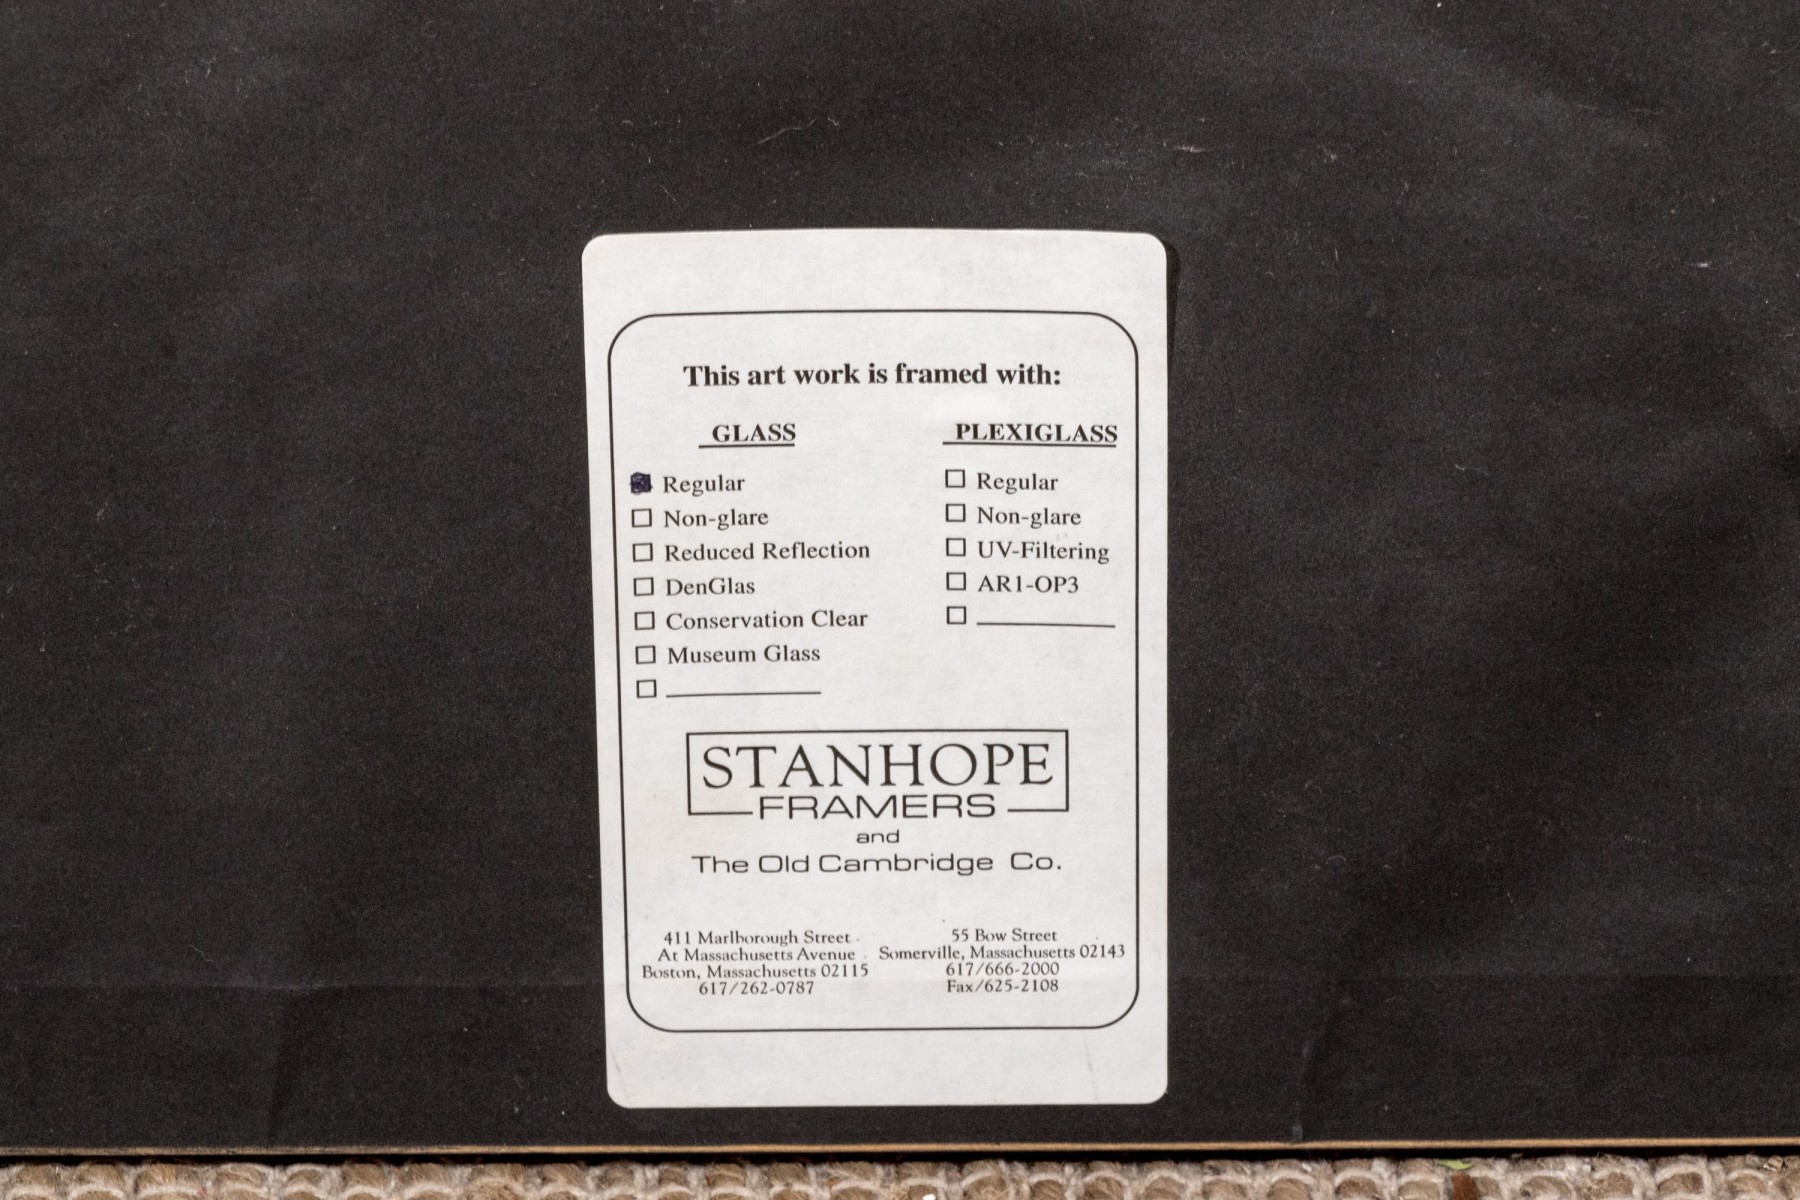 This art work is framed with:
GLASS
Regular
Non-glare
Reduced Reflection
DenGlas
Conservation Clear
Museum Glass
PLEXIGLASS
Regular
Non-glare
UV-Filtering
AR1-OP3
STANHOPE
FRAMERS
and
The Old Cambridge Co.
411 Marlborough Street
At Massachusetts Avenue
Boston, Massachusetts 02115
617/262-0787
55 Bow Street
Somerville, Massachusetts 02143
617/666-2000
Fax/625-2108